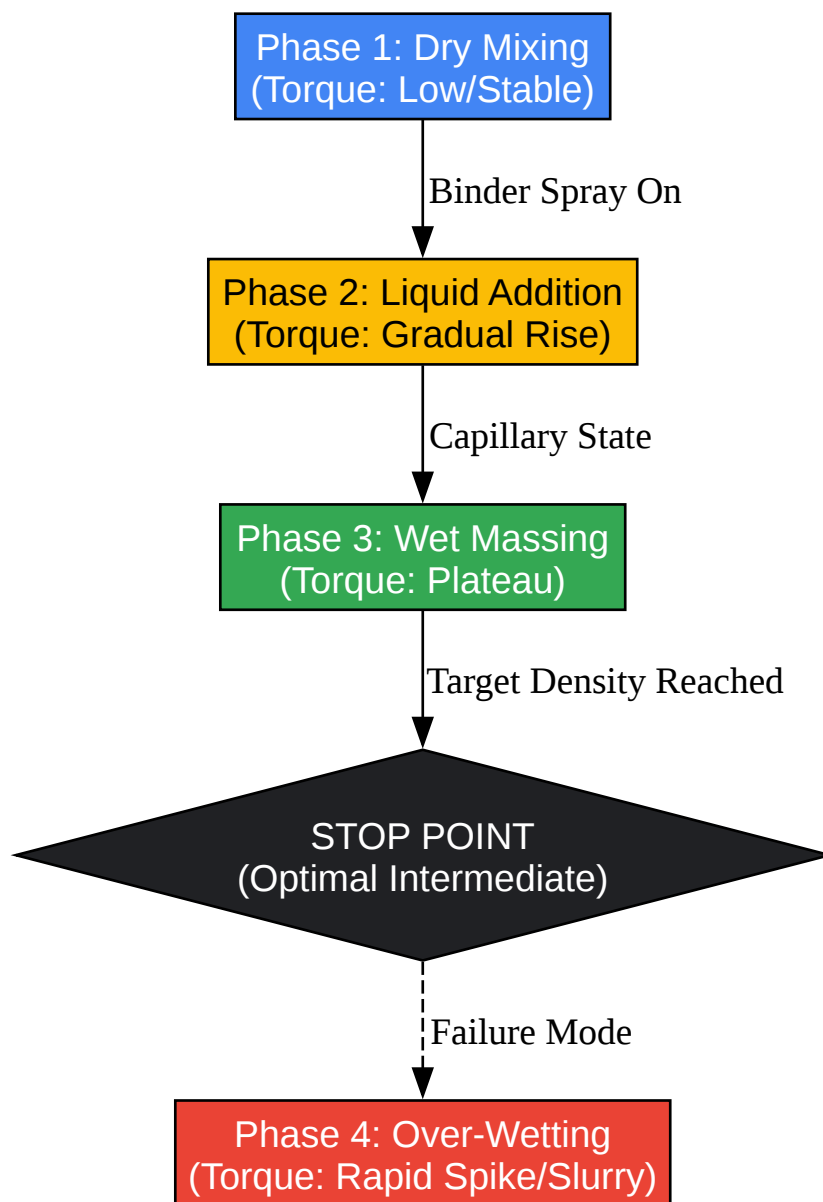 Phase 1: Dry Mixing
(Torque: Low/Stable)
Binder Spray On
Phase 2: Liquid Addition
(Torque: Gradual Rise)
Capillary State
Phase 3: Wet Massing
(Torque: Plateau)
Target Density Reached
STOP POINT
(Optimal Intermediate)
Failure Mode
Phase 4: Over-Wetting
(Torque: Rapid Spike/Slurry)